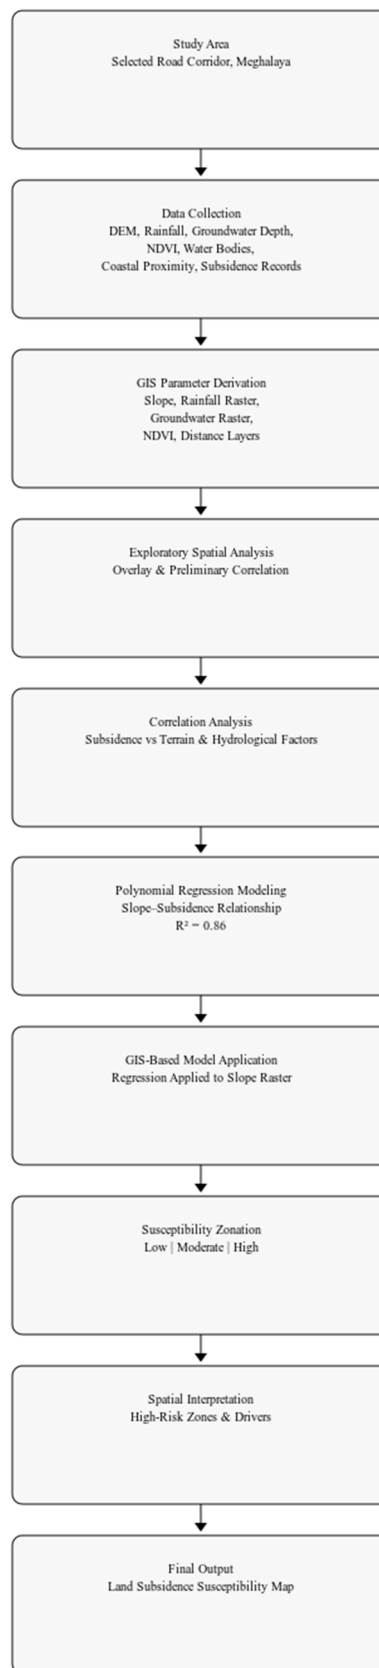 Study Area
Selected Road Corridor, Meghalaya
Data Collection
DEM, Rainfall, Groundwater Depth,
NDVI, Water Bodies,
Coastal Proximity, Subsidence Records
GIS Parameter Derivation
Slope, Rainfall Raster,
Groundwater Raster,
NDVI, Distance Layers
Exploratory Spatial Analysis
Overlay & Preliminary Correlation
Correlation Analysis
Subsidence vs Terrain & Hydrological Factors
Polynomial Regression Modeling
Slope–Subsidence Relationship
R² = 0.86
GIS-Based Model Application
Regression Applied to Slope Raster
Susceptibility Zonation
Low | Moderate | High
Spatial Interpretation
High-Risk Zones & Drivers
Final Output
Land Subsidence Susceptibility Map